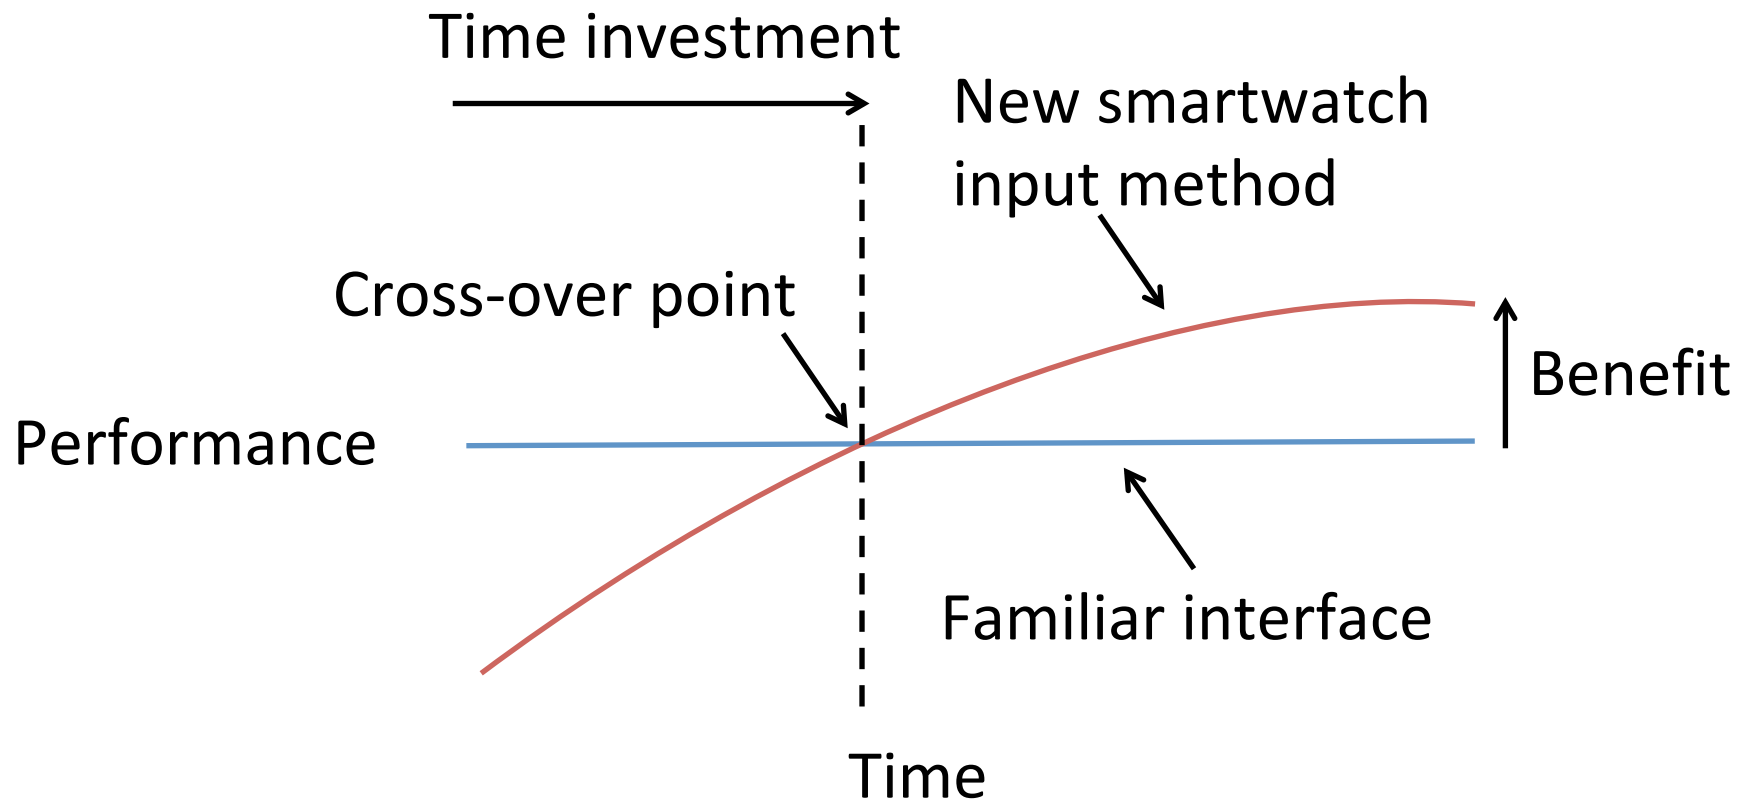 Time investment
New smartwatch
input method
Cross-over point
Benefit
Performance
Familiar interface
Time